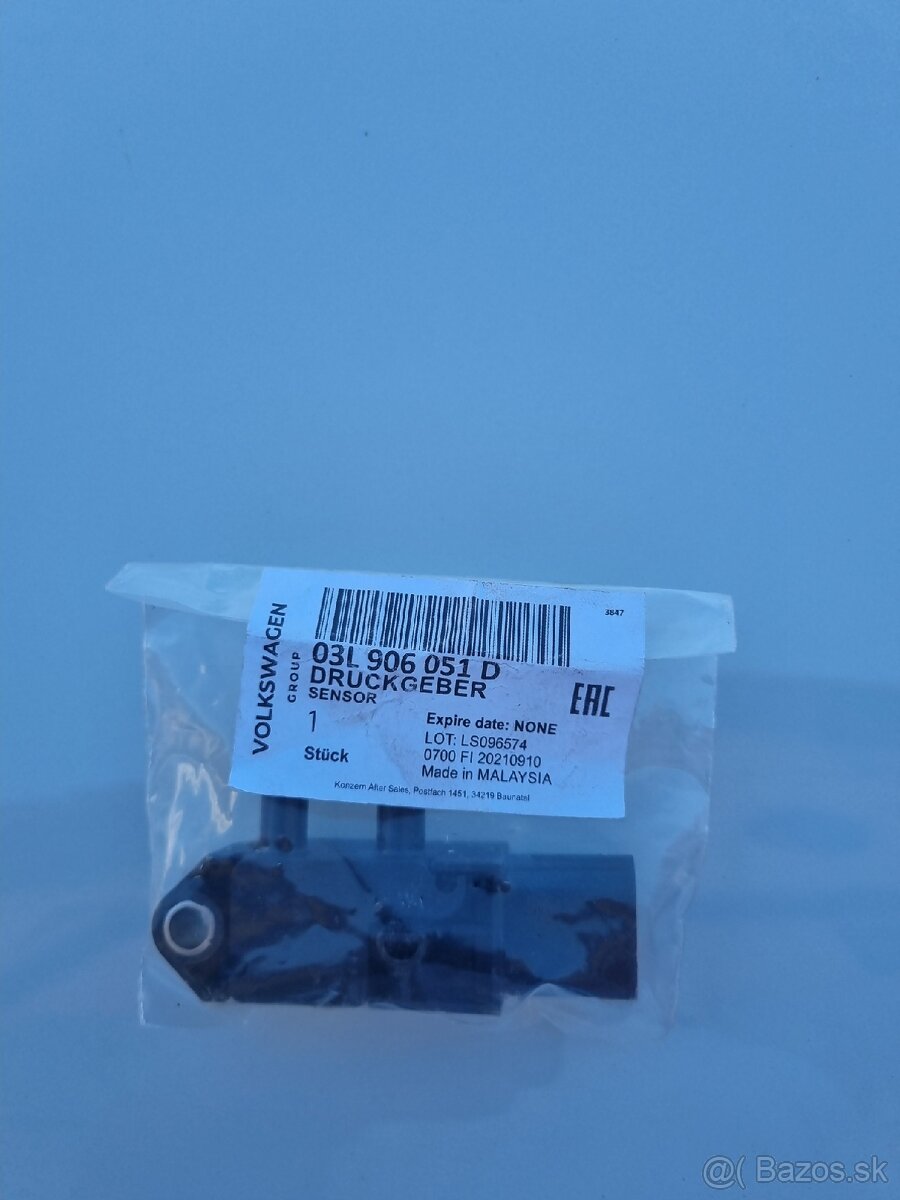 VOLKSWAGEN
GROUP
3847
03L 906 051 D
DRUCKGEBER
SENSOR
EAC
1
Stück
Expire date: NONE
LOT: LS096574
0700 FI 20210910
Made in MALAYSIA
Konzern After Sales, Postfach 1451, 34219 Baunatal
@( Bazos.sk